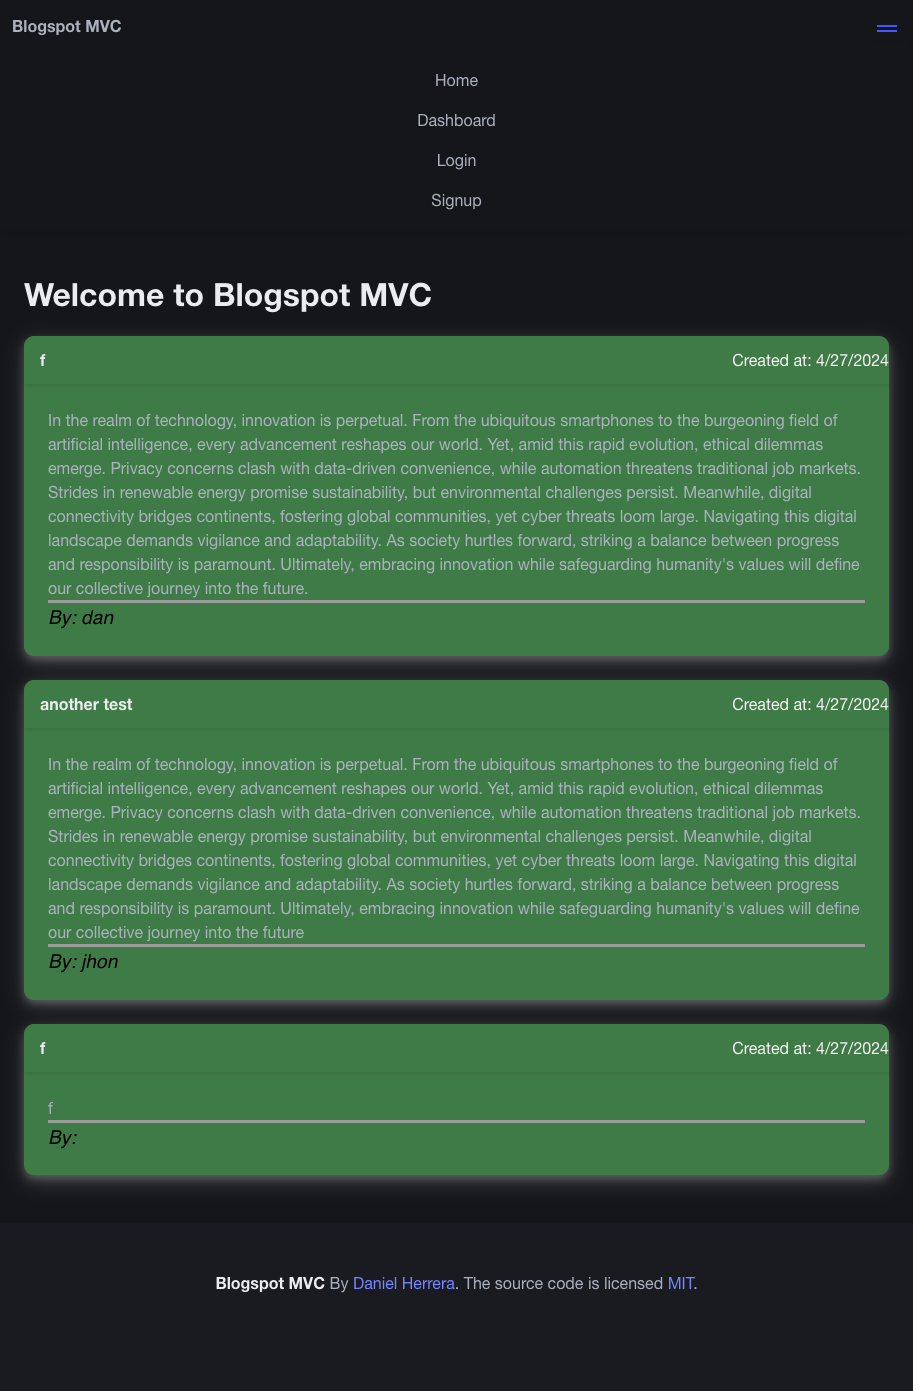 Blogspot MVC
Home
Dashboard
Login
Signup
Welcome to Blogspot MVC
f Created at: 4/27/2024
In the realm of technology, innovation is perpetual. From the ubiquitous smartphones to the burgeoning field of
artificial intelligence, every advancement reshapes our world. Yet, amid this rapid evolution, ethical dilemmas
emerge. Privacy concerns clash with data-driven convenience, while automation threatens traditional job markets.
Strides in renewable energy promise sustainability, but environmental challenges persist. Meanwhile, digital
connectivity bridges continents, fostering global communities, yet cyber threats loom large. Navigating this digital
landscape demands vigilance and adaptability. As society hurtles forward, striking a balance between progress
and responsibility is paramount. Ultimately, embracing innovation while safeguarding humanity's values will define
our collective journey into the future.
By: dan
another test Created at: 4/27/2024
In the realm of technology, innovation is perpetual. From the ubiquitous smartphones to the burgeoning field of
artificial intelligence, every advancement reshapes our world. Yet, amid this rapid evolution, ethical dilemmas
emerge. Privacy concerns clash with data-driven convenience, while automation threatens traditional job markets.
Strides in renewable energy promise sustainability, but environmental challenges persist. Meanwhile, digital
connectivity bridges continents, fostering global communities, yet cyber threats loom large. Navigating this digital
landscape demands vigilance and adaptability. As society hurtles forward, striking a balance between progress
and responsibility is paramount. Ultimately, embracing innovation while safeguarding humanity's values will define
our collective journey into the future
By: jhon
f Created at: 4/27/2024
f
By:
Blogspot MVC By Daniel Herrera. The source code is licensed MIT.